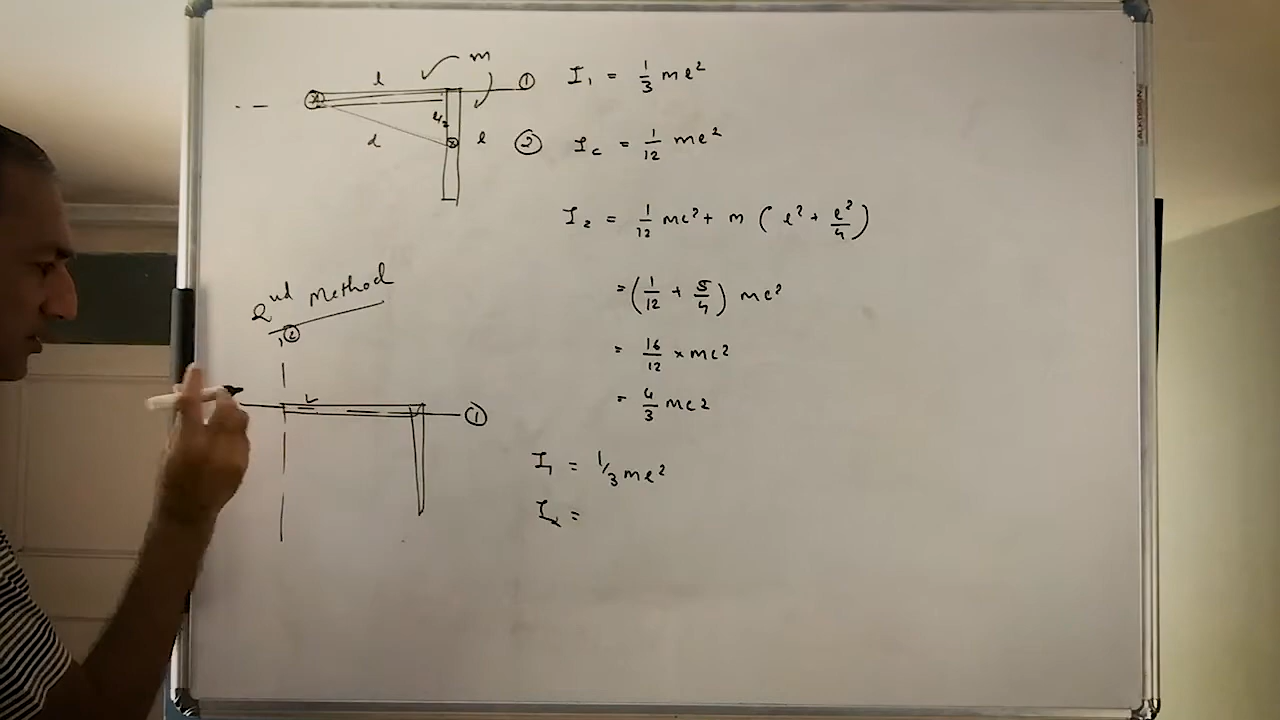 m
l
①
l/2
d
l
②
I₁ = 1/3 ml²
I_c = 1/12 ml²
I₂ = 1/12 ml² + m (l² + l²/4)
= (1/12 + 5/4) ml²
= 16/12 × ml²
= 4/3 ml²
2nd Method
②
①
I₁ = 1/3 ml²
I₂ =